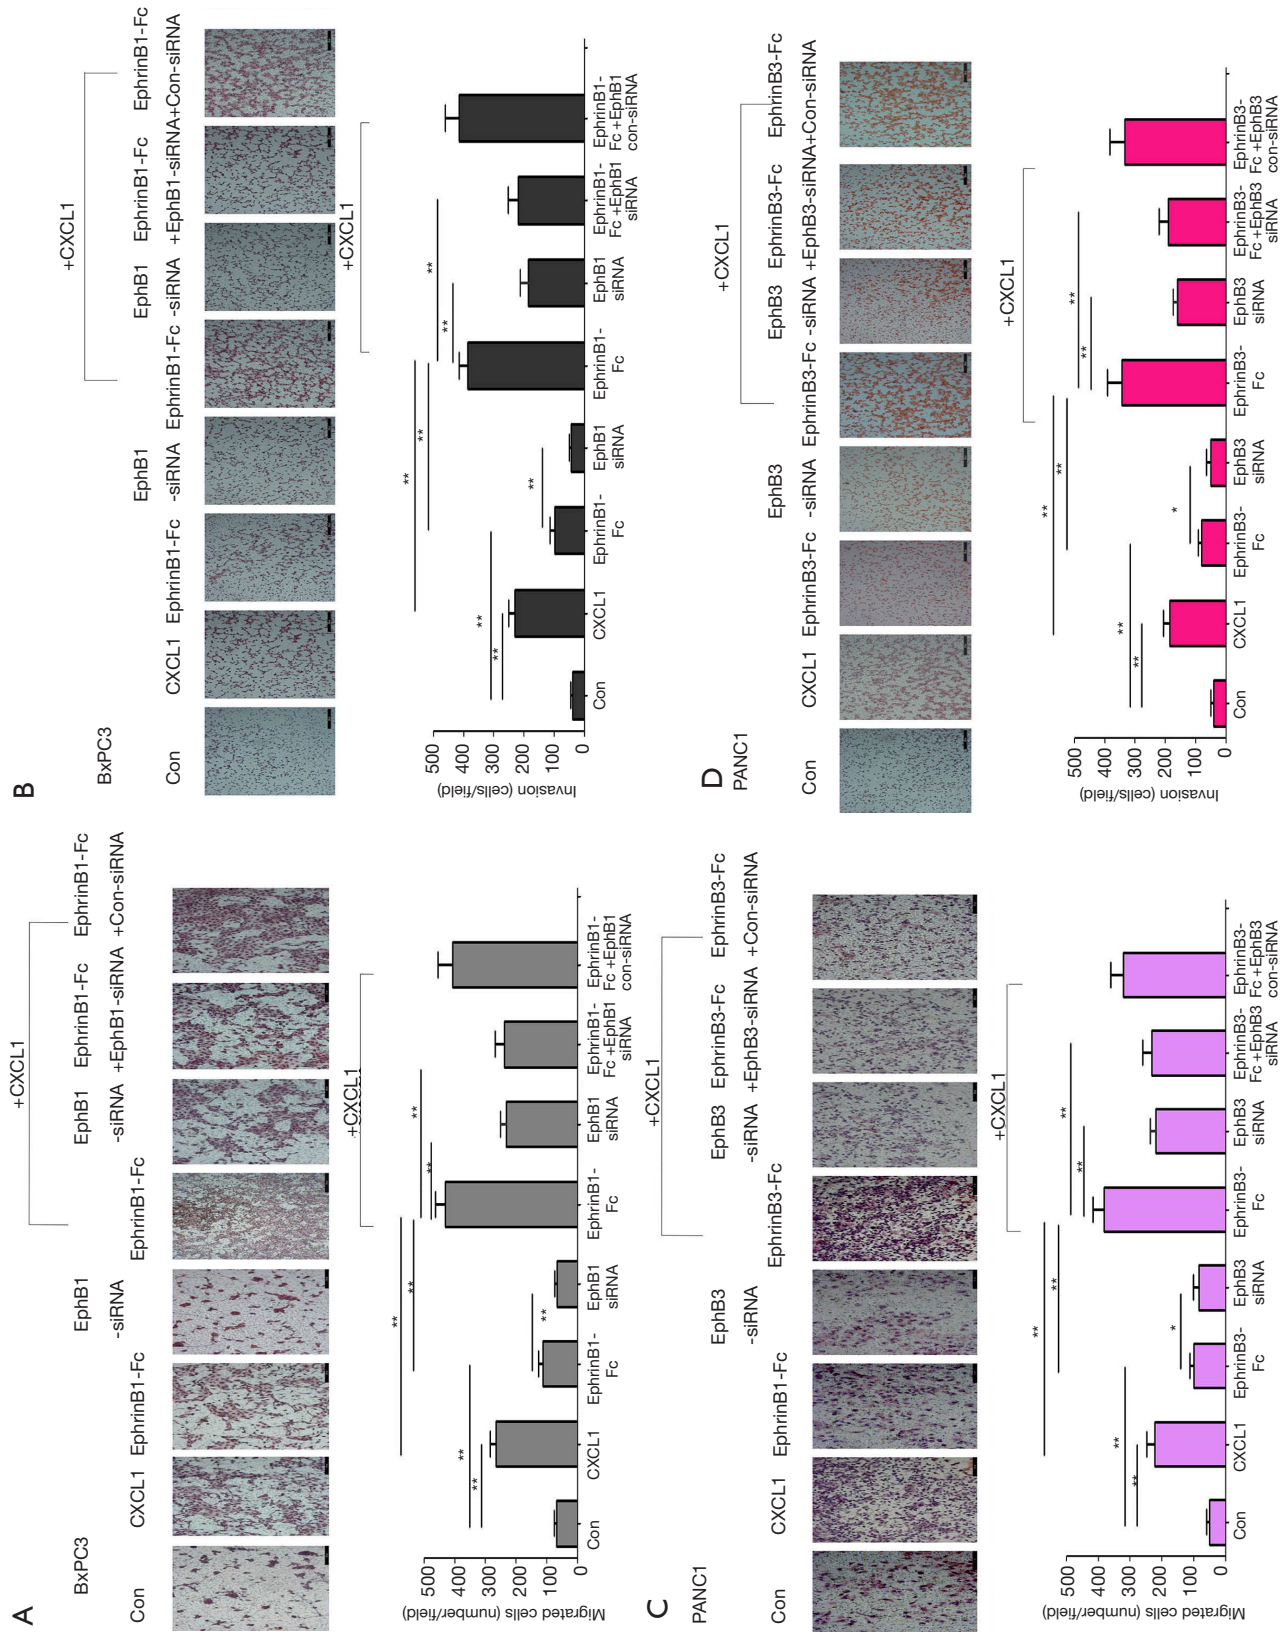 A
BxPC3
+CXCL1
Con
CXCL1
EphrinB1-Fc
EphB1
-siRNA
EphrinB1-Fc
EphB1
-siRNA
EphrinB1-Fc
+EphB1-siRNA
EphrinB1-Fc
+Con-siRNA
Migrated cells (number/field)
500
400
300
200
100
0
+CXCL1
**
**
**
**
**
**
**
Con
CXCL1
EphrinB1-
Fc
EphB1
siRNA
EphrinB1-
Fc
EphB1
siRNA
EphrinB1-
Fc +EphB1
siRNA
EphrinB1-
Fc +EphB1
con-siRNA
B
BxPC3
+CXCL1
Con
CXCL1
EphrinB1-Fc
EphB1
-siRNA
EphrinB1-Fc
EphB1
-siRNA
EphrinB1-Fc
+EphB1-siRNA
EphrinB1-Fc
+Con-siRNA
Invasion (cells/field)
500
400
300
200
100
0
+CXCL1
**
**
**
**
**
**
**
Con
CXCL1
EphrinB1-
Fc
EphB1
siRNA
EphrinB1-
Fc
EphB1
siRNA
EphrinB1-
Fc +EphB1
siRNA
EphrinB1-
Fc +EphB1
con-siRNA
C
PANC1
+CXCL1
Con
CXCL1
EphrinB1-Fc
EphB3
-siRNA
EphrinB3-Fc
EphB3
-siRNA
EphrinB3-Fc
+EphB3-siRNA
EphrinB3-Fc
+Con-siRNA
Migrated cells (number/field)
500
400
300
200
100
0
+CXCL1
**
**
*
**
**
**
**
Con
CXCL1
EphrinB3-
Fc
EphB3
siRNA
EphrinB3-
Fc
EphB3
siRNA
EphrinB3-
Fc +EphB3
siRNA
EphrinB3-
Fc +EphB3
con-siRNA
D
PANC1
+CXCL1
Con
CXCL1
EphrinB3-Fc
EphB3
-siRNA
EphrinB3-Fc
EphB3
-siRNA
EphrinB3-Fc
+EphB3-siRNA
EphrinB3-Fc
+Con-siRNA
Invasion (cells/field)
500
400
300
200
100
0
+CXCL1
**
**
*
**
**
**
**
Con
CXCL1
EphrinB3-
Fc
EphB3
siRNA
EphrinB3-
Fc
EphB3
siRNA
EphrinB3-
Fc +EphB3
siRNA
EphrinB3-
Fc +EphB3
con-siRNA